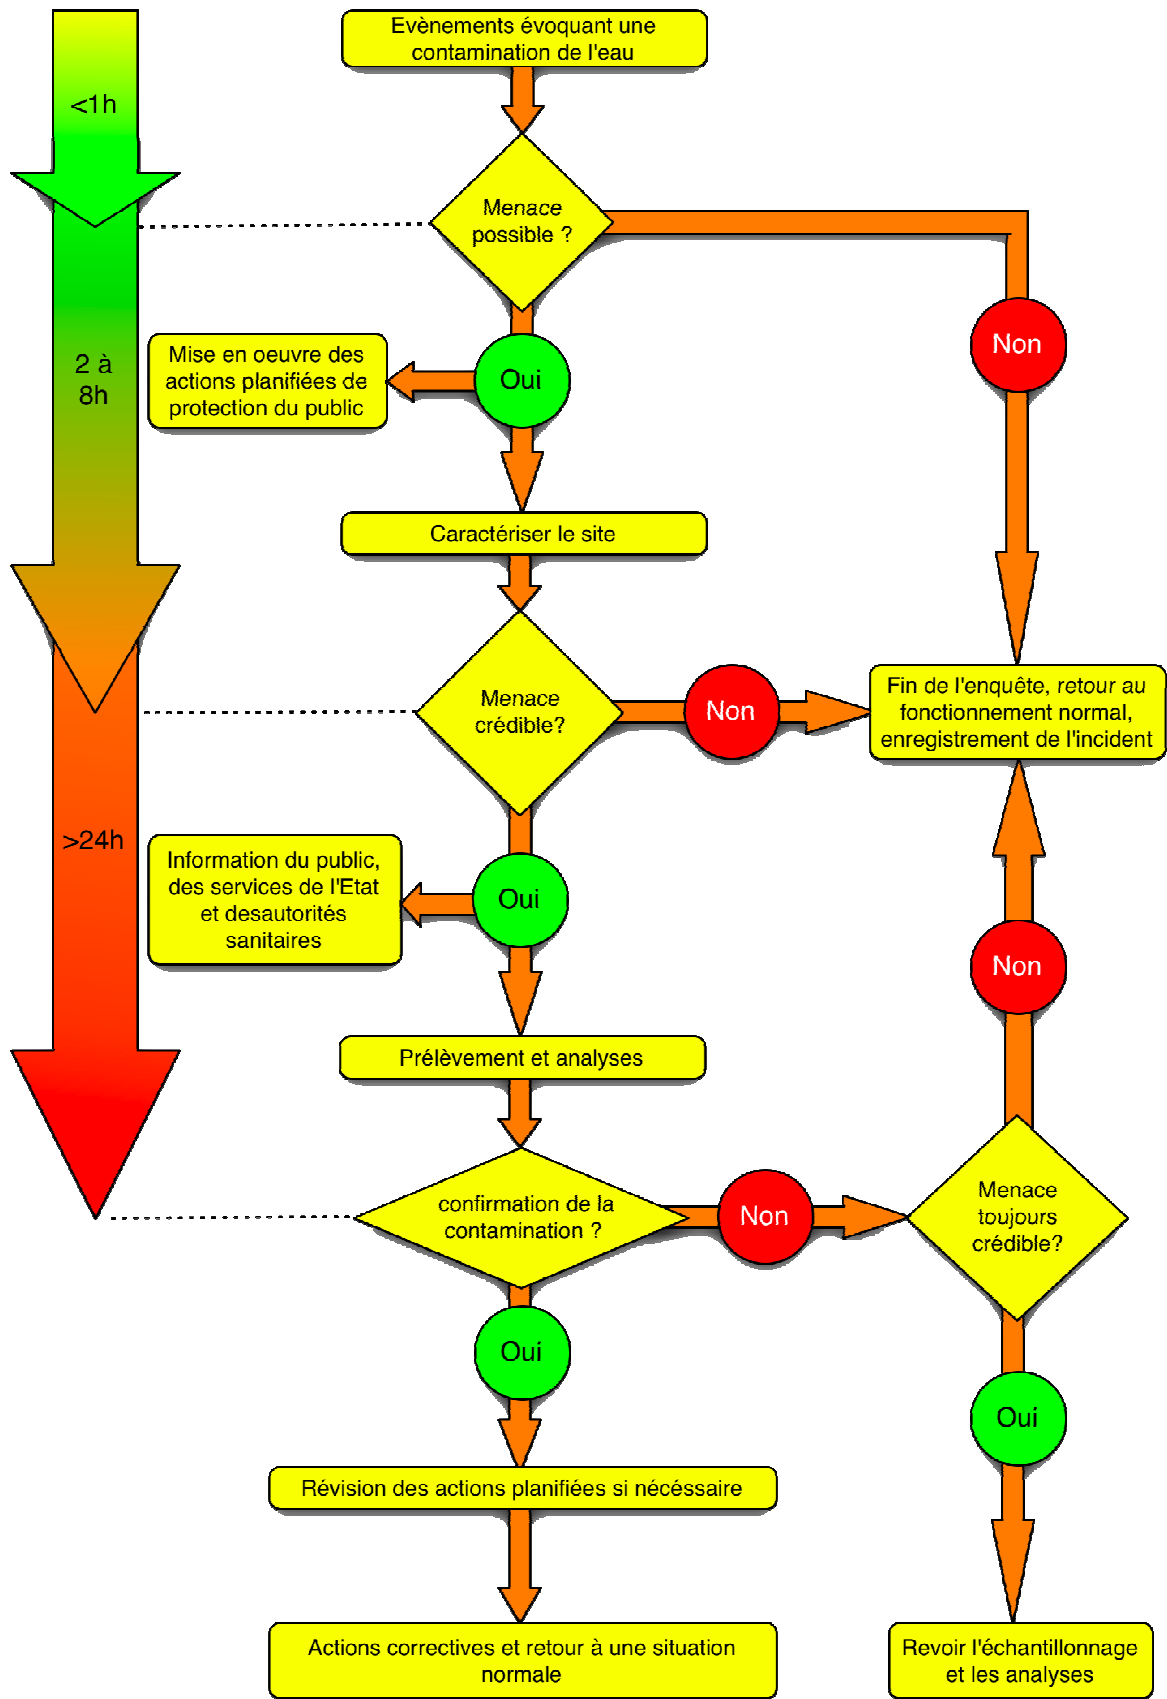 Evènements évoquant une
contamination de l'eau
<1h
Menace
possible ?
Non
2 à
8h
Mise en oeuvre des
actions planifiées de
protection du public
Oui
Caractériser le site
Menace
crédible?
Non
Fin de l'enquête, retour au
fonctionnement normal,
enregistrement de l'incident
>24h
Information du public,
des services de l'Etat
et desautorités
sanitaires
Oui
Non
Prélèvement et analyses
confirmation de la
contamination ?
Non
Menace
toujours
crédible?
Oui
Oui
Révision des actions planifiées si nécéssaire
Actions correctives et retour à une situation
normale
Revoir l'échantillonnage
et les analyses